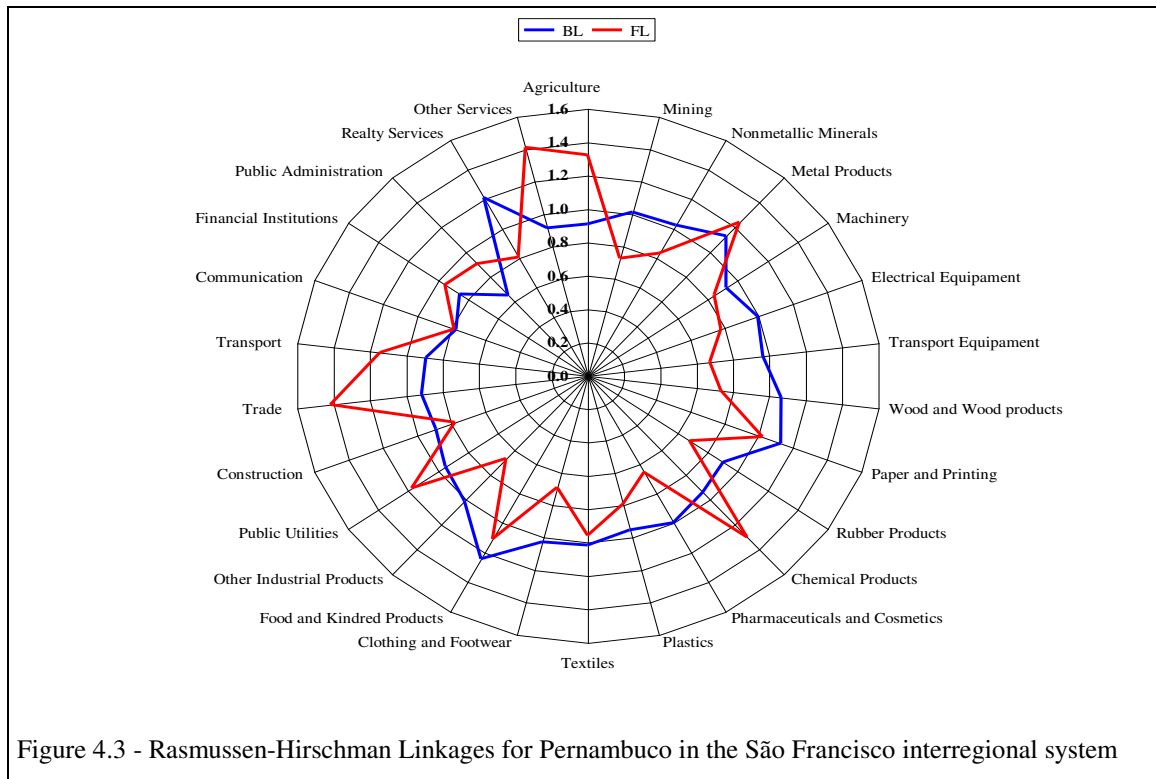 BL FL
Agriculture
Mining
Nonmetallic Minerals
Metal Products
Machinery
Electrical Equipament
Transport Equipament
Wood and Wood products
Paper and Printing
Rubber Products
Chemical Products
Pharmaceuticals and Cosmetics
Plastics
Textiles
Clothing and Footwear
Food and Kindred Products
Other Industrial Products
Public Utilities
Construction
Trade
Transport
Communication
Financial Institutions
Public Administration
Realty Services
Other Services
1.6
1.4
1.2
1.0
0.8
0.6
0.4
0.2
0.0
Figure 4.3 - Rasmussen-Hirschman Linkages for Pernambuco in the São Francisco interregional system